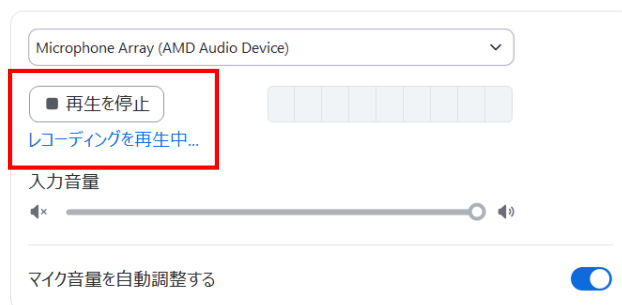 Microphone Array (AMD Audio Device)
再生を停止
レコーディングを再生中...
入力音量
マイク音量を自動調整する